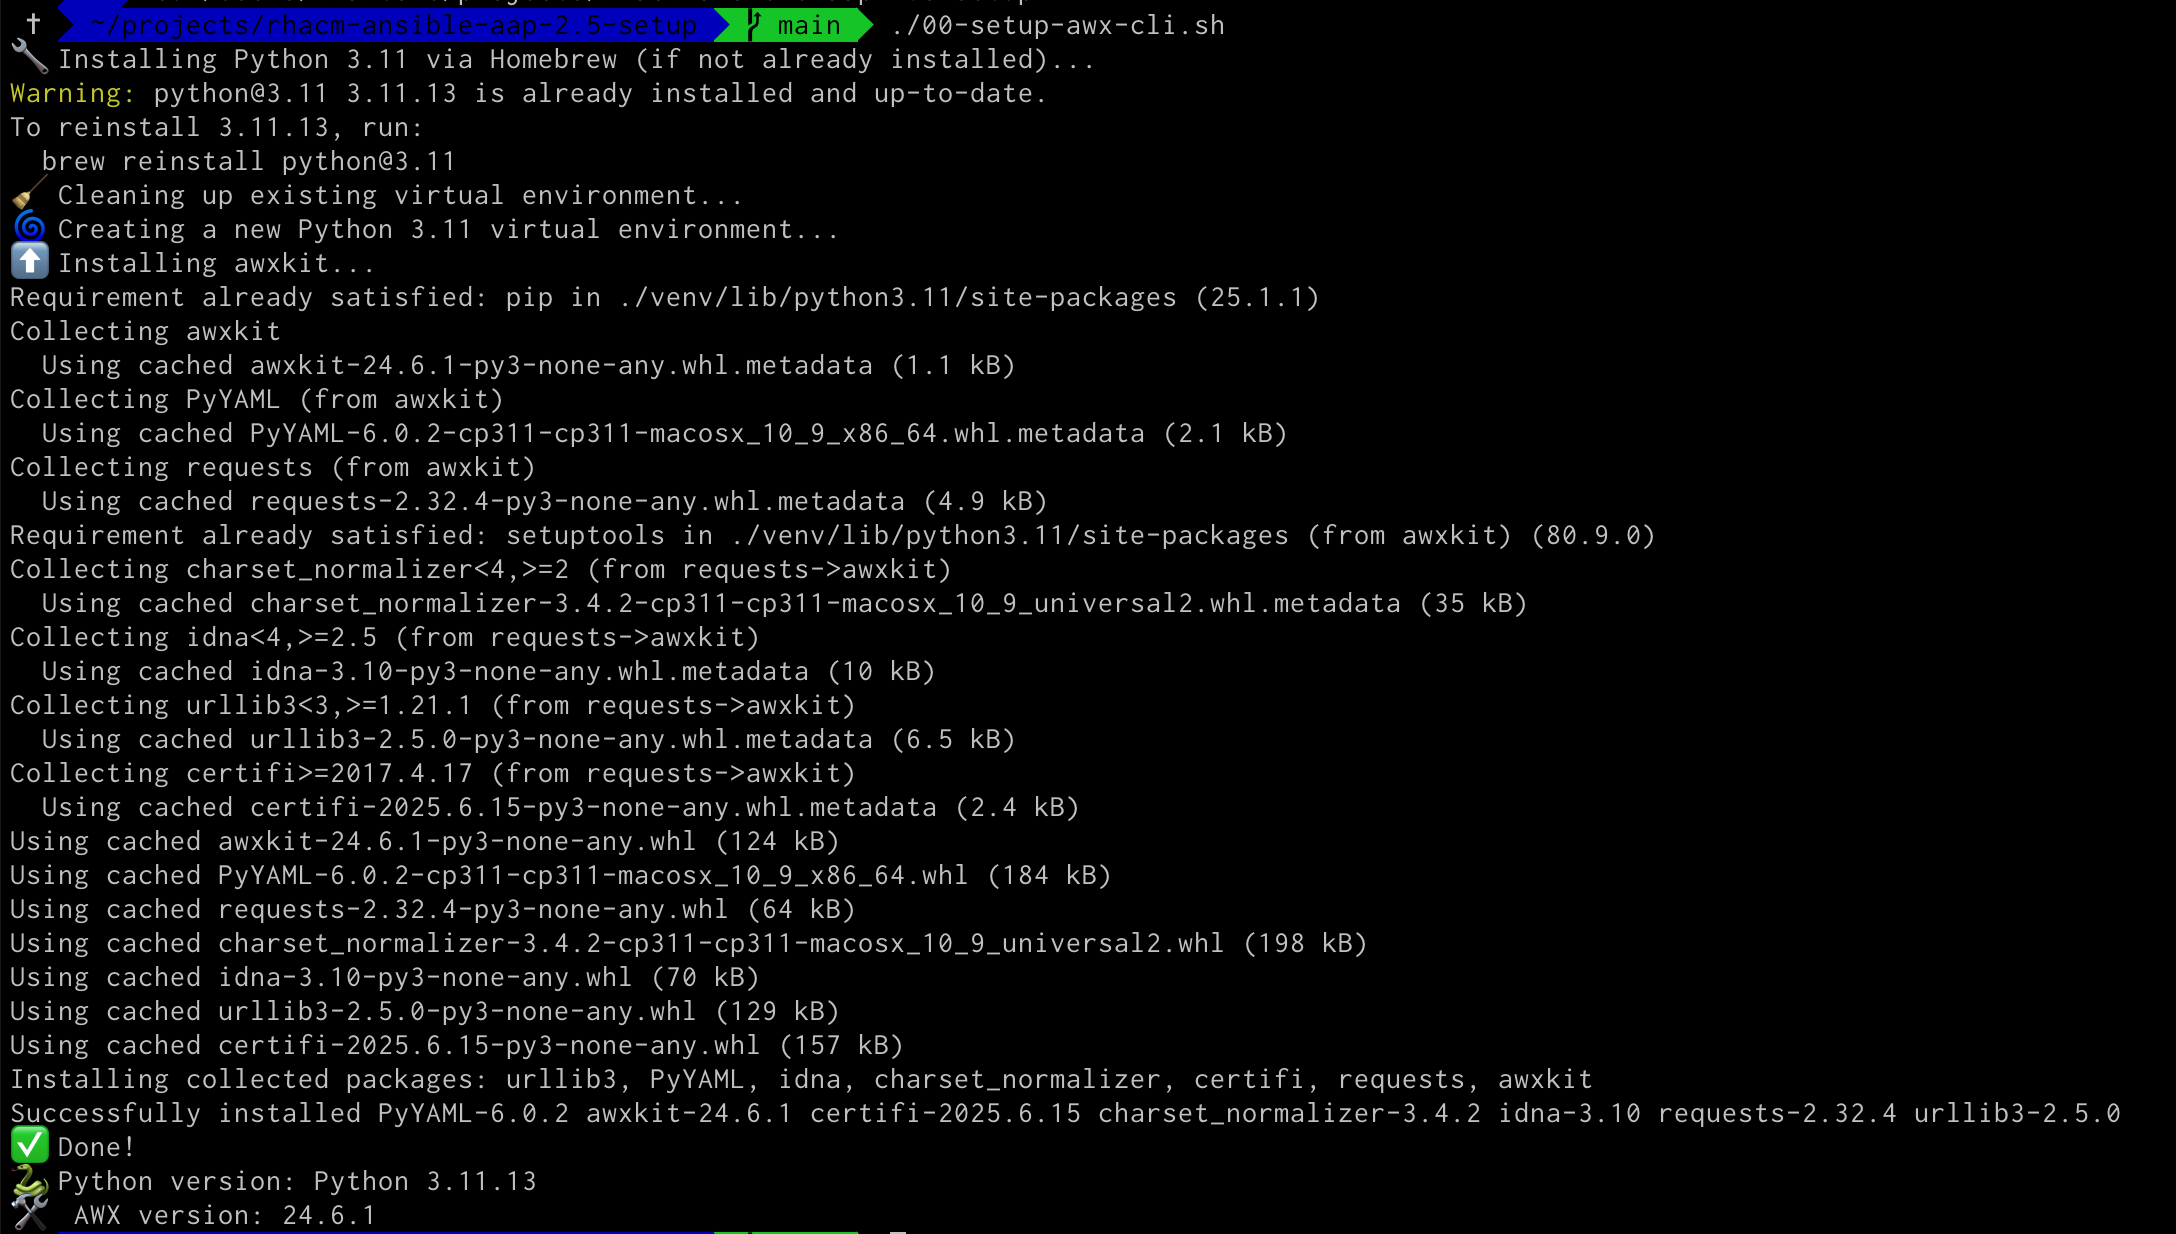 ~/projects/rhacm-ansible-aap-2.5-setup main ./00-setup-awx-cli.sh
Installing Python 3.11 via Homebrew (if not already installed)...
Warning: python@3.11 3.11.13 is already installed and up-to-date.
To reinstall 3.11.13, run:
  brew reinstall python@3.11
Cleaning up existing virtual environment...
Creating a new Python 3.11 virtual environment...
Installing awxkit...
Requirement already satisfied: pip in ./venv/lib/python3.11/site-packages (25.1.1)
Collecting awxkit
  Using cached awxkit-24.6.1-py3-none-any.whl.metadata (1.1 kB)
Collecting PyYAML (from awxkit)
  Using cached PyYAML-6.0.2-cp311-cp311-macosx_10_9_x86_64.whl.metadata (2.1 kB)
Collecting requests (from awxkit)
  Using cached requests-2.32.4-py3-none-any.whl.metadata (4.9 kB)
Requirement already satisfied: setuptools in ./venv/lib/python3.11/site-packages (from awxkit) (80.9.0)
Collecting charset_normalizer<4,>=2 (from requests->awxkit)
  Using cached charset_normalizer-3.4.2-cp311-cp311-macosx_10_9_universal2.whl.metadata (35 kB)
Collecting idna<4,>=2.5 (from requests->awxkit)
  Using cached idna-3.10-py3-none-any.whl.metadata (10 kB)
Collecting urllib3<3,>=1.21.1 (from requests->awxkit)
  Using cached urllib3-2.5.0-py3-none-any.whl.metadata (6.5 kB)
Collecting certifi>=2017.4.17 (from requests->awxkit)
  Using cached certifi-2025.6.15-py3-none-any.whl.metadata (2.4 kB)
Using cached awxkit-24.6.1-py3-none-any.whl (124 kB)
Using cached PyYAML-6.0.2-cp311-cp311-macosx_10_9_x86_64.whl (184 kB)
Using cached requests-2.32.4-py3-none-any.whl (64 kB)
Using cached charset_normalizer-3.4.2-cp311-cp311-macosx_10_9_universal2.whl (198 kB)
Using cached idna-3.10-py3-none-any.whl (70 kB)
Using cached urllib3-2.5.0-py3-none-any.whl (129 kB)
Using cached certifi-2025.6.15-py3-none-any.whl (157 kB)
Installing collected packages: urllib3, PyYAML, idna, charset_normalizer, certifi, requests, awxkit
Successfully installed PyYAML-6.0.2 awxkit-24.6.1 certifi-2025.6.15 charset_normalizer-3.4.2 idna-3.10 requests-2.32.4 urllib3-2.5.0
Done!
Python version: Python 3.11.13
AWX version: 24.6.1